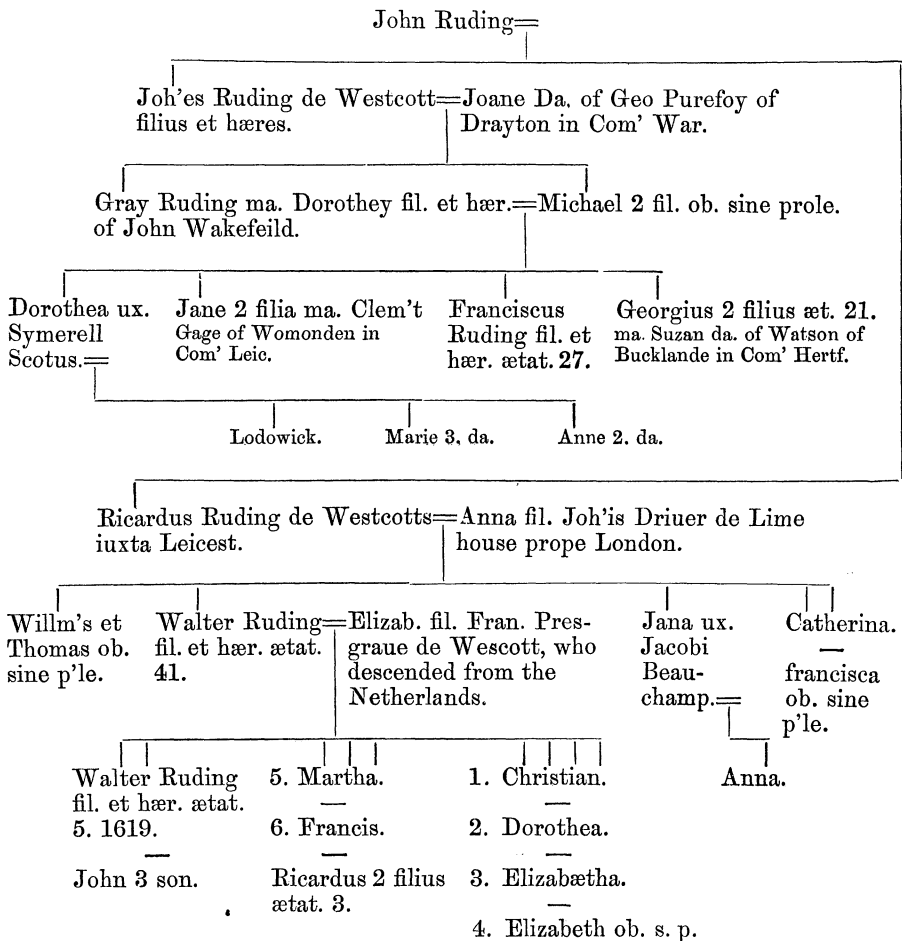 John Ruding=
Joh'es Ruding de Westcott=Joane Da. of Geo Purefoy of
filius et hæres. Drayton in Com' War.
Gray Ruding ma. Dorothey fil. et hær.=Michael 2 fil. ob. sine prole.
of John Wakefeild.
Dorothea ux.
Symerell
Scotus.=
Jane 2 filia ma. Clem't
Gage of Womonden in
Com' Leic.
Franciscus
Ruding fil. et
hær. ætat. 27.
Georgius 2 filius æt. 21.
ma. Suzan da. of Watson of
Bucklande in Com' Hertf.
Lodowick. Marie 3. da. Anne 2. da.
Ricardus Ruding de Westcotts=Anna fil. Joh'is Driuer de Lime
iuxta Leicest. house prope London.
Willm's et
Thomas ob.
sine p'le.
Walter Ruding=
fil. et hær. ætat.
41.
Elizab. fil. Fran. Pres-
graue de Wescott, who
descended from the
Netherlands.
Jana ux.
Jacobi
Beau-
champ.=
Catherina.
francisca
ob. sine
p'le.
Walter Ruding
fil. et hær. ætat.
5. 1619.
John 3 son.
5. Martha.
6. Francis.
Ricardus 2 filius
ætat. 3.
1. Christian.
2. Dorothea.
3. Elizabætha.
4. Elizabeth ob. s. p.
Anna.